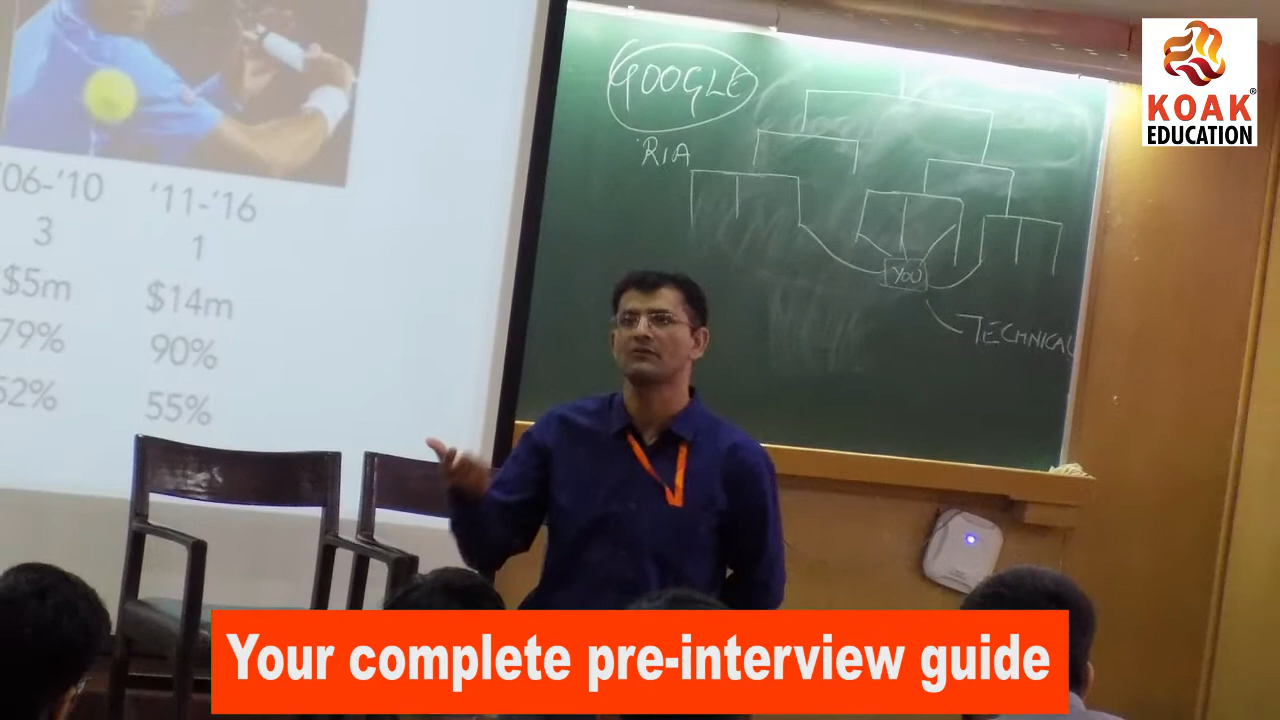 '06-'10 '11-'16
3 1
$5m $14m
79% 90%
52% 55%
GOOGLE
RIA
YOU
TECHNICAL
KOAK®
EDUCATION
Your complete pre-interview guide